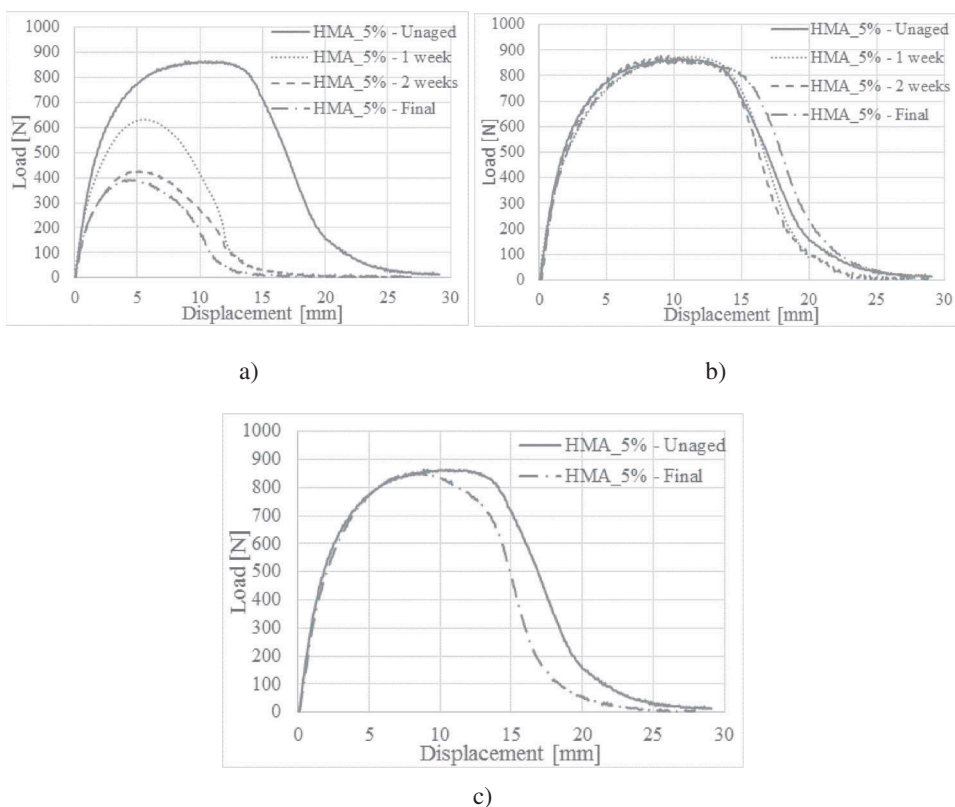 1000
900
800
700
600
500
400
300
200
100
0
Load [N]
HMA_5% - Unaged
HMA_5% - 1 week
HMA_5% - 2 weeks
HMA_5% - Final
0 5 10 15 20 25 30
Displacement [mm]
a)
1000
900
800
700
600
500
400
300
200
100
0
Load [N]
HMA_5% - Unaged
HMA_5% - 1 week
HMA_5% - 2 weeks
HMA_5% - Final
0 5 10 15 20 25 30
Displacement [mm]
b)
1000
900
800
700
600
500
400
300
200
100
0
Load [N]
HMA_5% - Unaged
HMA_5% - Final
0 5 10 15 20 25 30
Displacement [mm]
c)